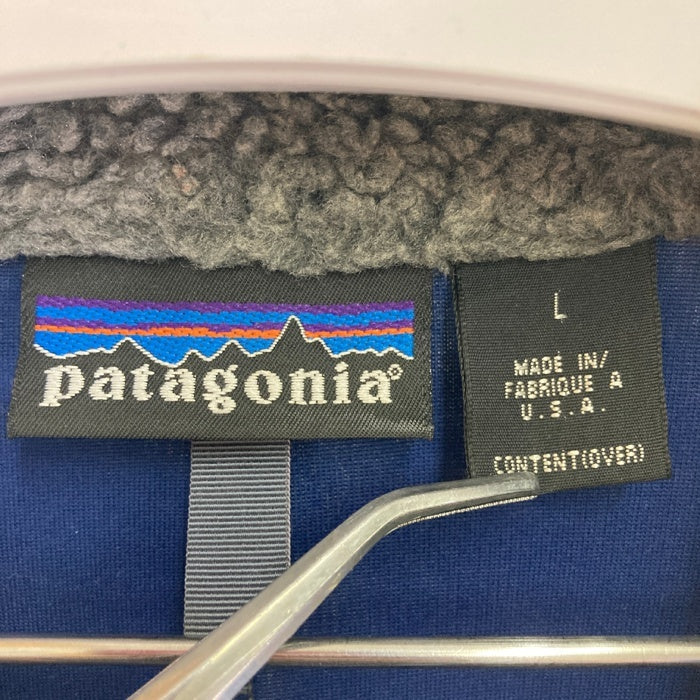 patagonia®
L
MADE IN/
FABRIQUE A
U.S.A.
CONTENT(OVER)